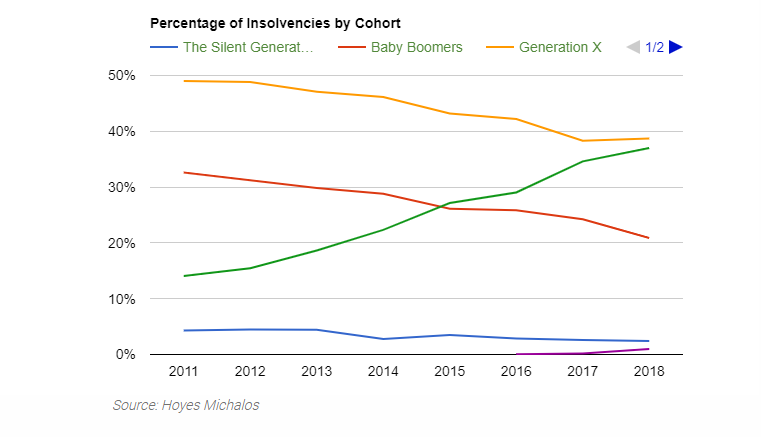 Percentage of Insolvencies by Cohort
The Silent Generat… Baby Boomers Generation X 1/2
50%
40%
30%
20%
10%
0%
2011 2012 2013 2014 2015 2016 2017 2018
Source: Hoyes Michalos